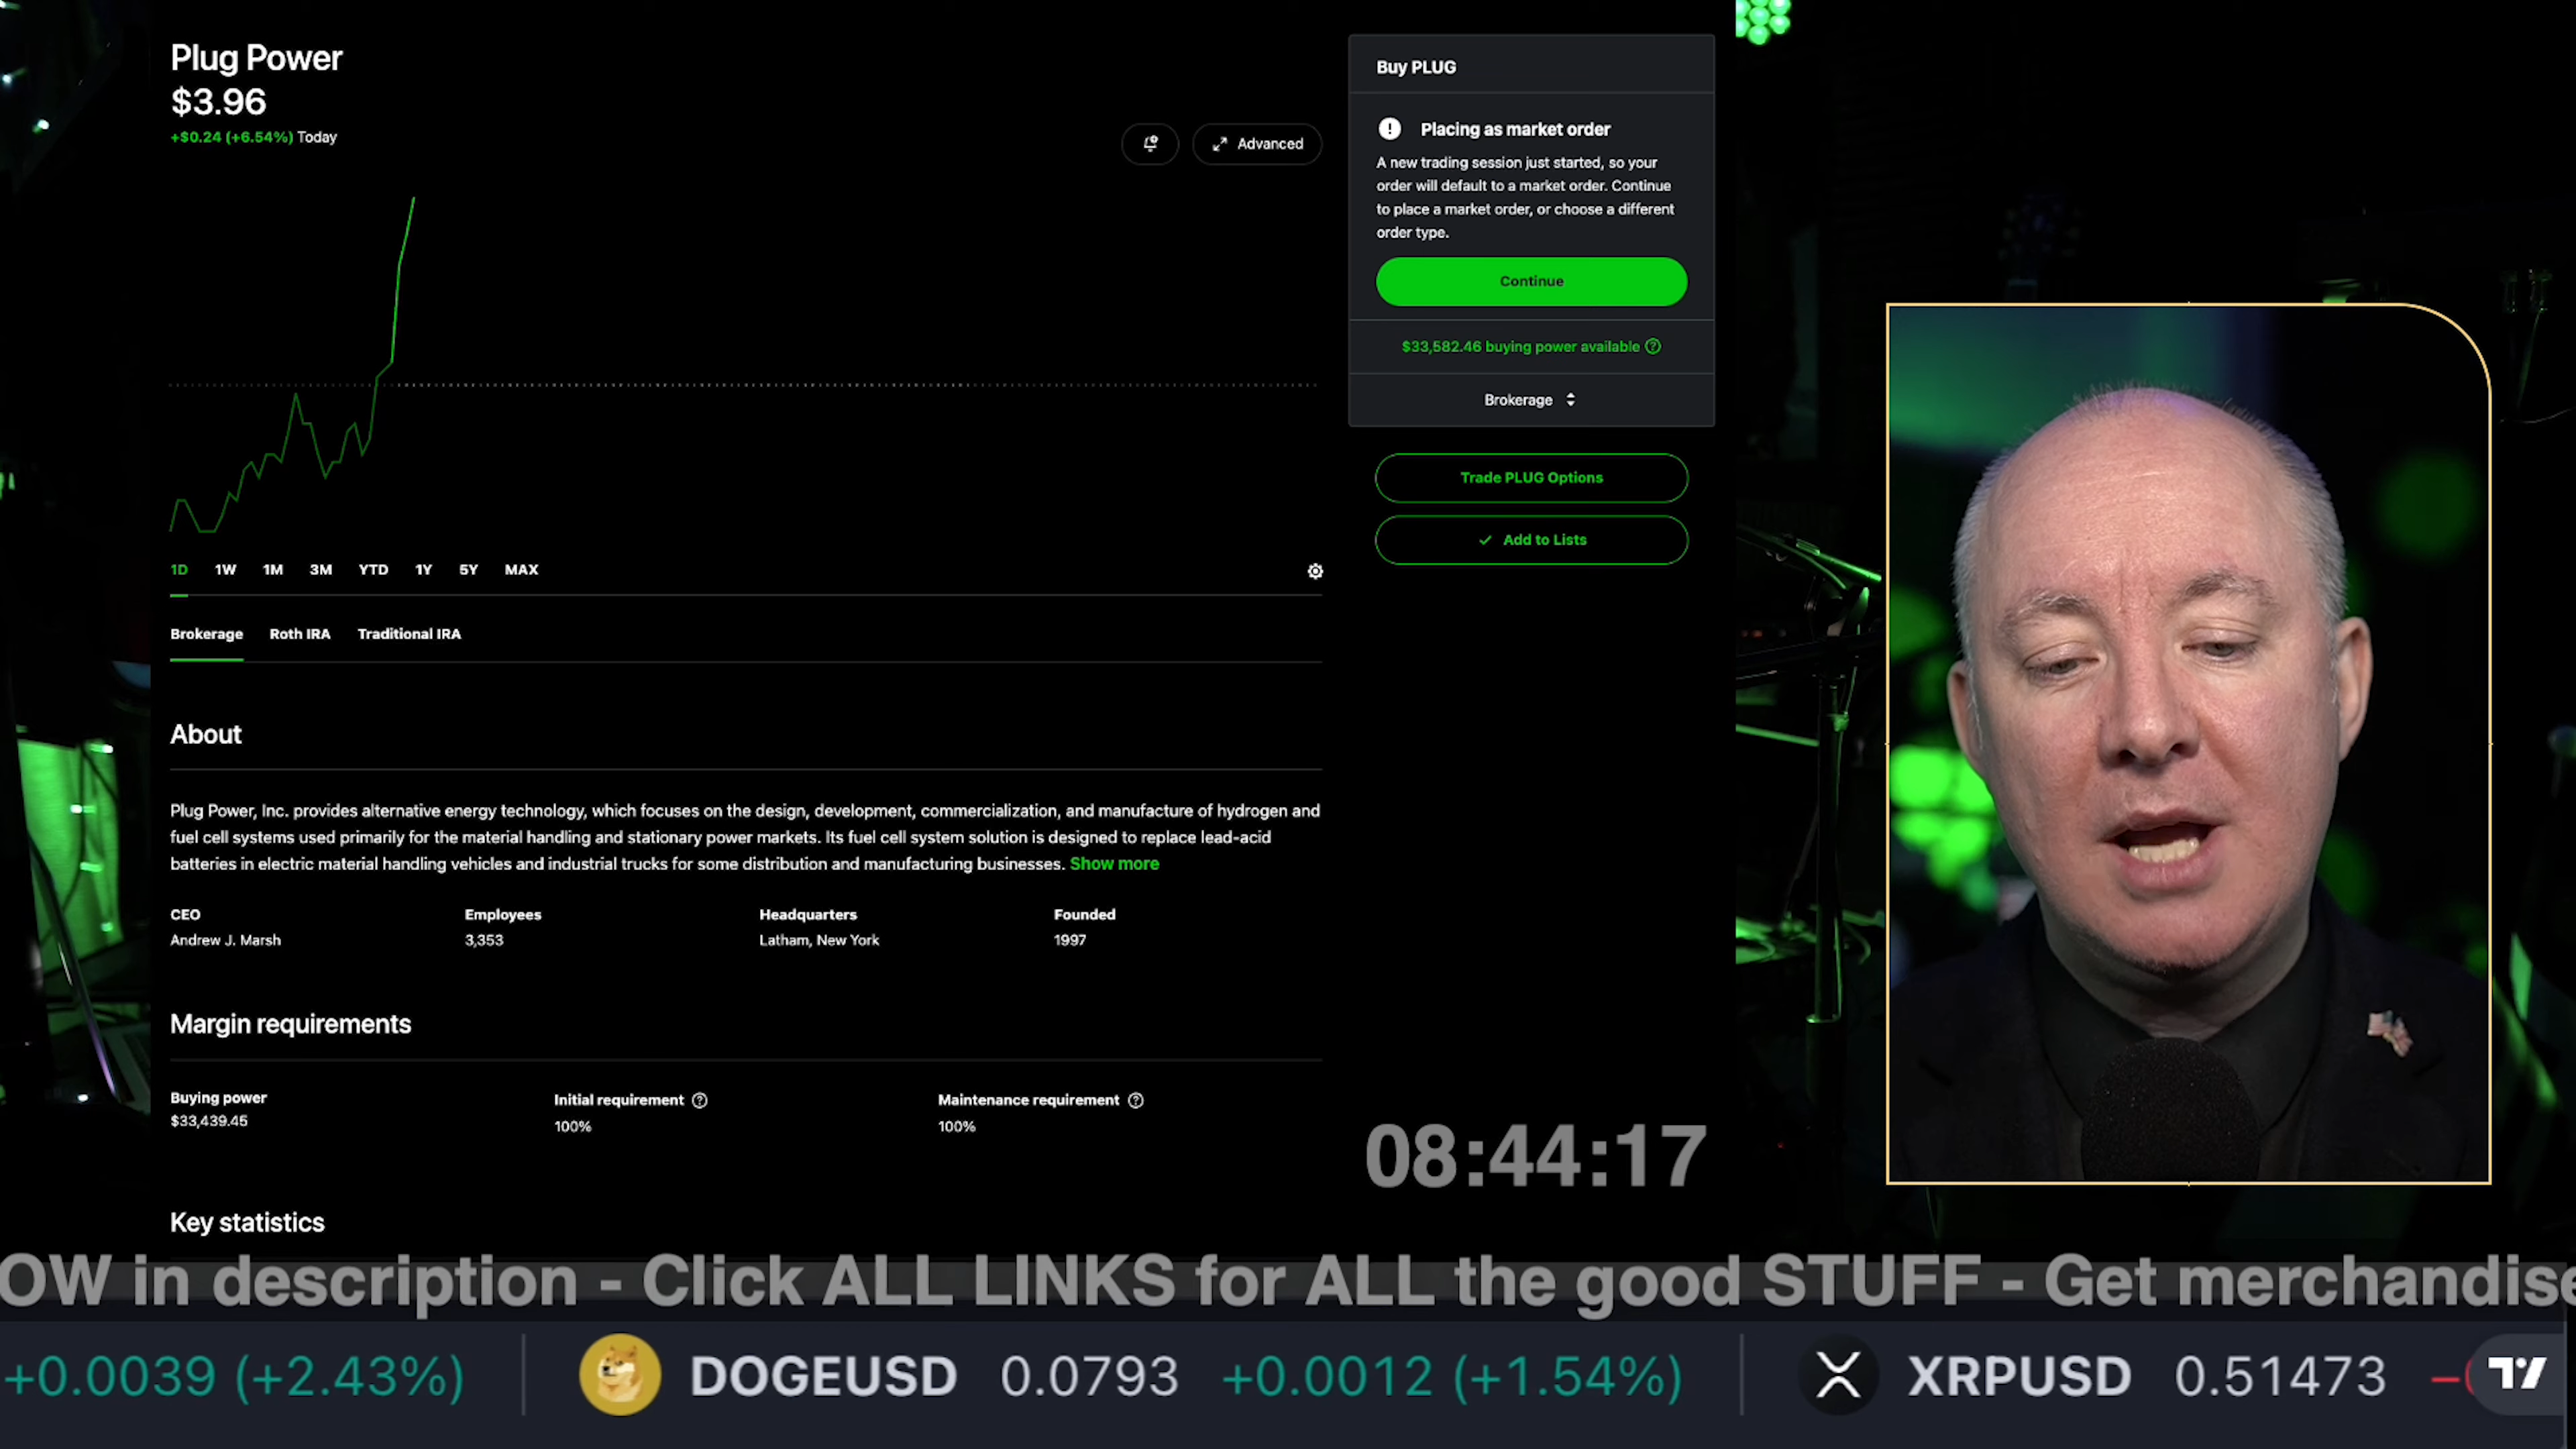 Plug Power
$3.96
+$0.24 (+6.54%) Today
Advanced
1D 1W 1M 3M YTD 1Y 5Y MAX
Brokerage Roth IRA Traditional IRA
About
Plug Power, Inc. provides alternative energy technology, which focuses on the design, development, commercialization, and manufacture of hydrogen and
fuel cell systems used primarily for the material handling and stationary power markets. Its fuel cell system solution is designed to replace lead-acid
batteries in electric material handling vehicles and industrial trucks for some distribution and manufacturing businesses. Show more
CEO Employees Headquarters Founded
Andrew J. Marsh 3,353 Latham, New York 1997
Margin requirements
Buying power Initial requirement Maintenance requirement
$33,439.45 100% 100%
Key statistics
Buy PLUG
Placing as market order
A new trading session just started, so your
order will default to a market order. Continue
to place a market order, or choose a different
order type.
Continue
$33,582.46 buying power available
Brokerage
Trade PLUG Options
Add to Lists
08:44:17
OW in description - Click ALL LINKS for ALL the good STUFF - Get merchandise
+0.0039 (+2.43%) DOGEUSD 0.0793 +0.0012 (+1.54%) XRPUSD 0.51473